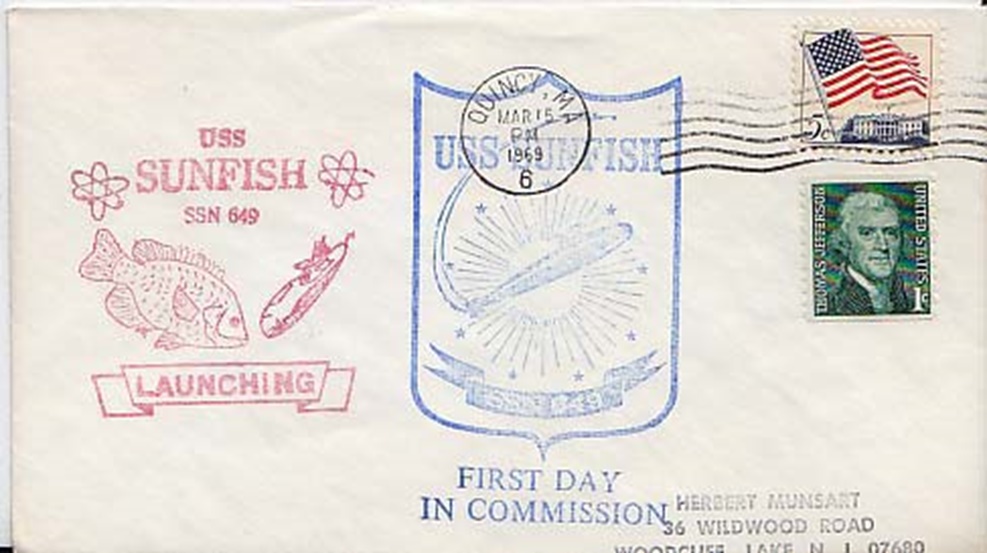 USS
SUNFISH
SSN 649
LAUNCHING
QUINCY, MA
MAR 15
PM
1969
6
USS SUNFISH
SSN 649
FIRST DAY
IN COMMISSION
5c
THOMAS JEFFERSON
UNITED STATES
1c
HERBERT MUNSART
36 WILDWOOD ROAD
WOODCLIFF LAKE N J 07680